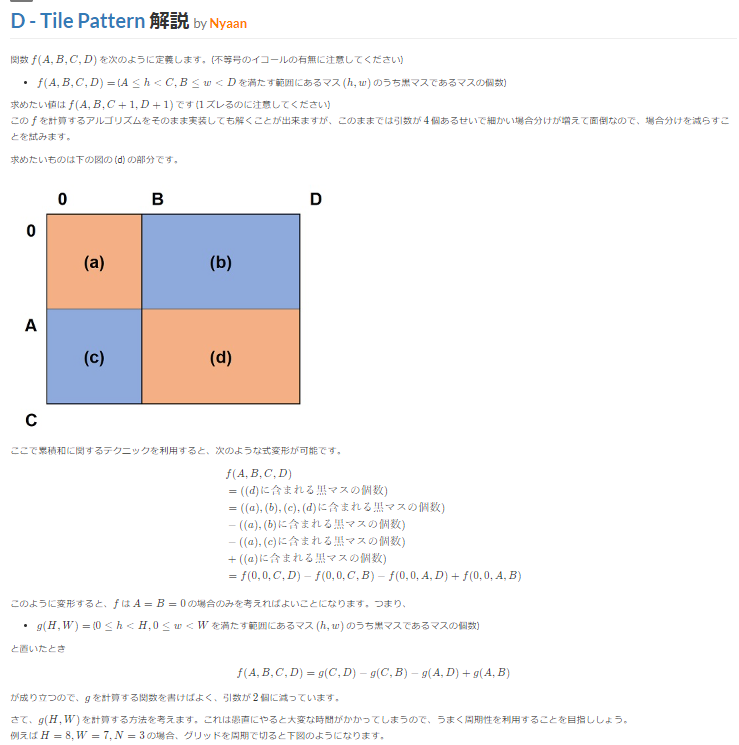 D - Tile Pattern 解説 by Nyaan
関数 f(A, B, C, D) を次のように定義します。(不等号のイコールの有無に注意してください)
• f(A, B, C, D) = (A ≤ h < C, B ≤ w < D を満たす範囲にあるマス (h, w) のうち黒マスであるマスの個数)
求めたい値は f(A, B, C + 1, D + 1) です (1 ズレるのに注意してください)
この f を計算するアルゴリズムをそのまま実装しても解くことが出来ますが、このままでは引数が 4 個あるせいで細かい場合分けが増えて面倒なので、場合分けを減らすこ
とを試みます。
求めたいものは下の図の (d) の部分です。
0 B D
0
(a) (b)
A
(c) (d)
C
ここで累積和に関するテクニックを利用すると、次のような式変形が可能です。
f(A, B, C, D)
= ((d)に含まれる黒マスの個数)
= ((a), (b), (c), (d)に含まれる黒マスの個数)
− ((a), (b)に含まれる黒マスの個数)
− ((a), (c)に含まれる黒マスの個数)
+ ((a)に含まれる黒マスの個数)
= f(0, 0, C, D) − f(0, 0, C, B) − f(0, 0, A, D) + f(0, 0, A, B)
このように変形すると、f は A = B = 0 の場合のみを考えればよいことになります。つまり、
• g(H, W) = (0 ≤ h < H, 0 ≤ w < W を満たす範囲にあるマス (h, w) のうち黒マスであるマスの個数)
と置いたとき
f(A, B, C, D) = g(C, D) − g(C, B) − g(A, D) + g(A, B)
が成り立つので、g を計算する関数を書けばよく、引数が 2 個に減っています。
さて、g(H, W) を計算する方法を考えます。これは愚直にやると大変な時間がかかってしまうので、うまく周期性を利用することを目指しましょう。
例えば H = 8, W = 7, N = 3 の場合、グリッドを周期で切ると下図のようになります。